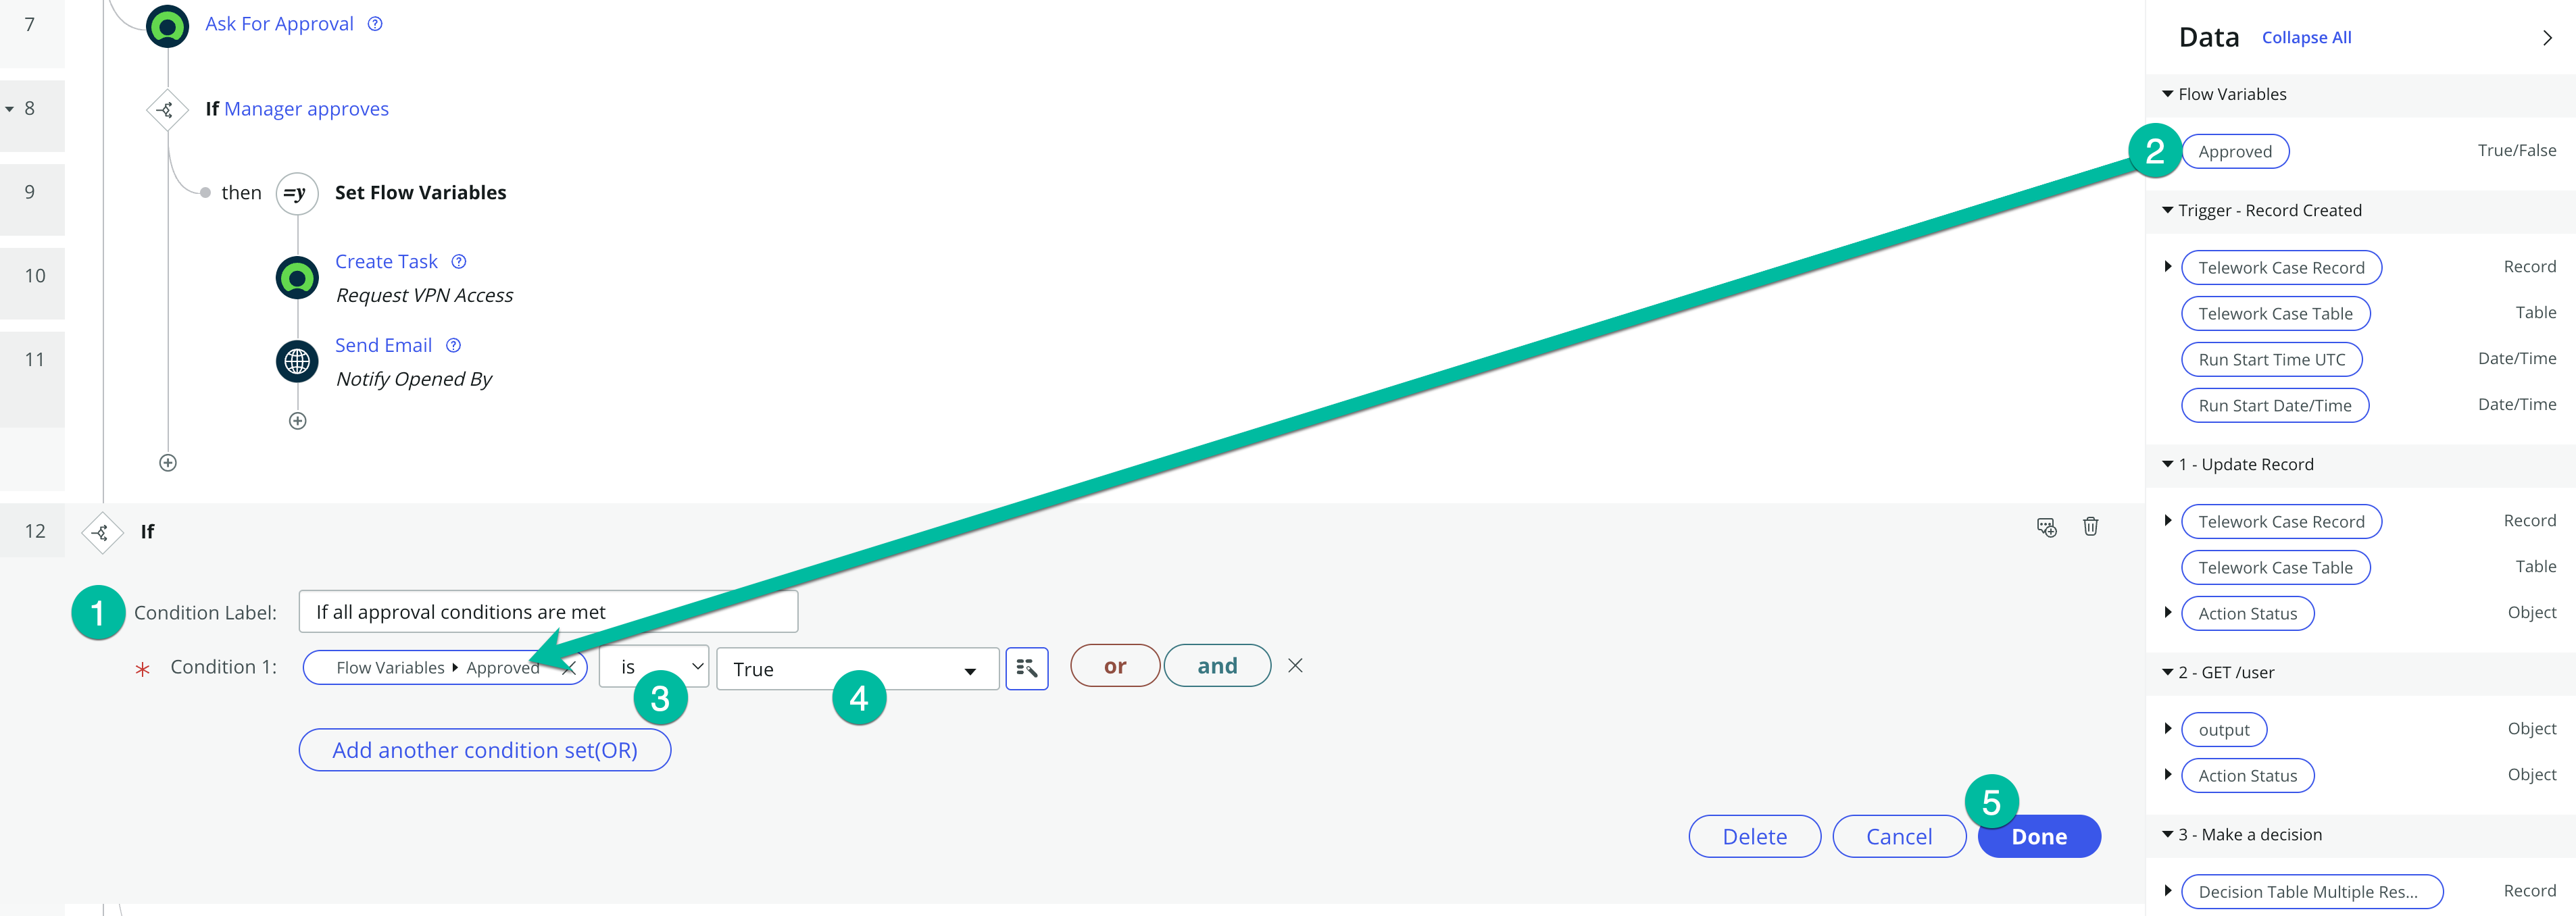 7
Ask For Approval
8
If Manager approves
9
then =y Set Flow Variables
10
Create Task
Request VPN Access
11
Send Email
Notify Opened By
12
If
1 Condition Label: If all approval conditions are met
* Condition 1: Flow Variables Approved is True or and
3
4
Add another condition set(OR)
5
Delete Cancel Done
Data Collapse All
Flow Variables
2 Approved True/False
Trigger - Record Created
Telework Case Record Record
Telework Case Table Table
Run Start Time UTC Date/Time
Run Start Date/Time Date/Time
1 - Update Record
Telework Case Record Record
Telework Case Table Table
Action Status Object
2 - GET /user
output Object
Action Status Object
3 - Make a decision
Decision Table Multiple Res... Record